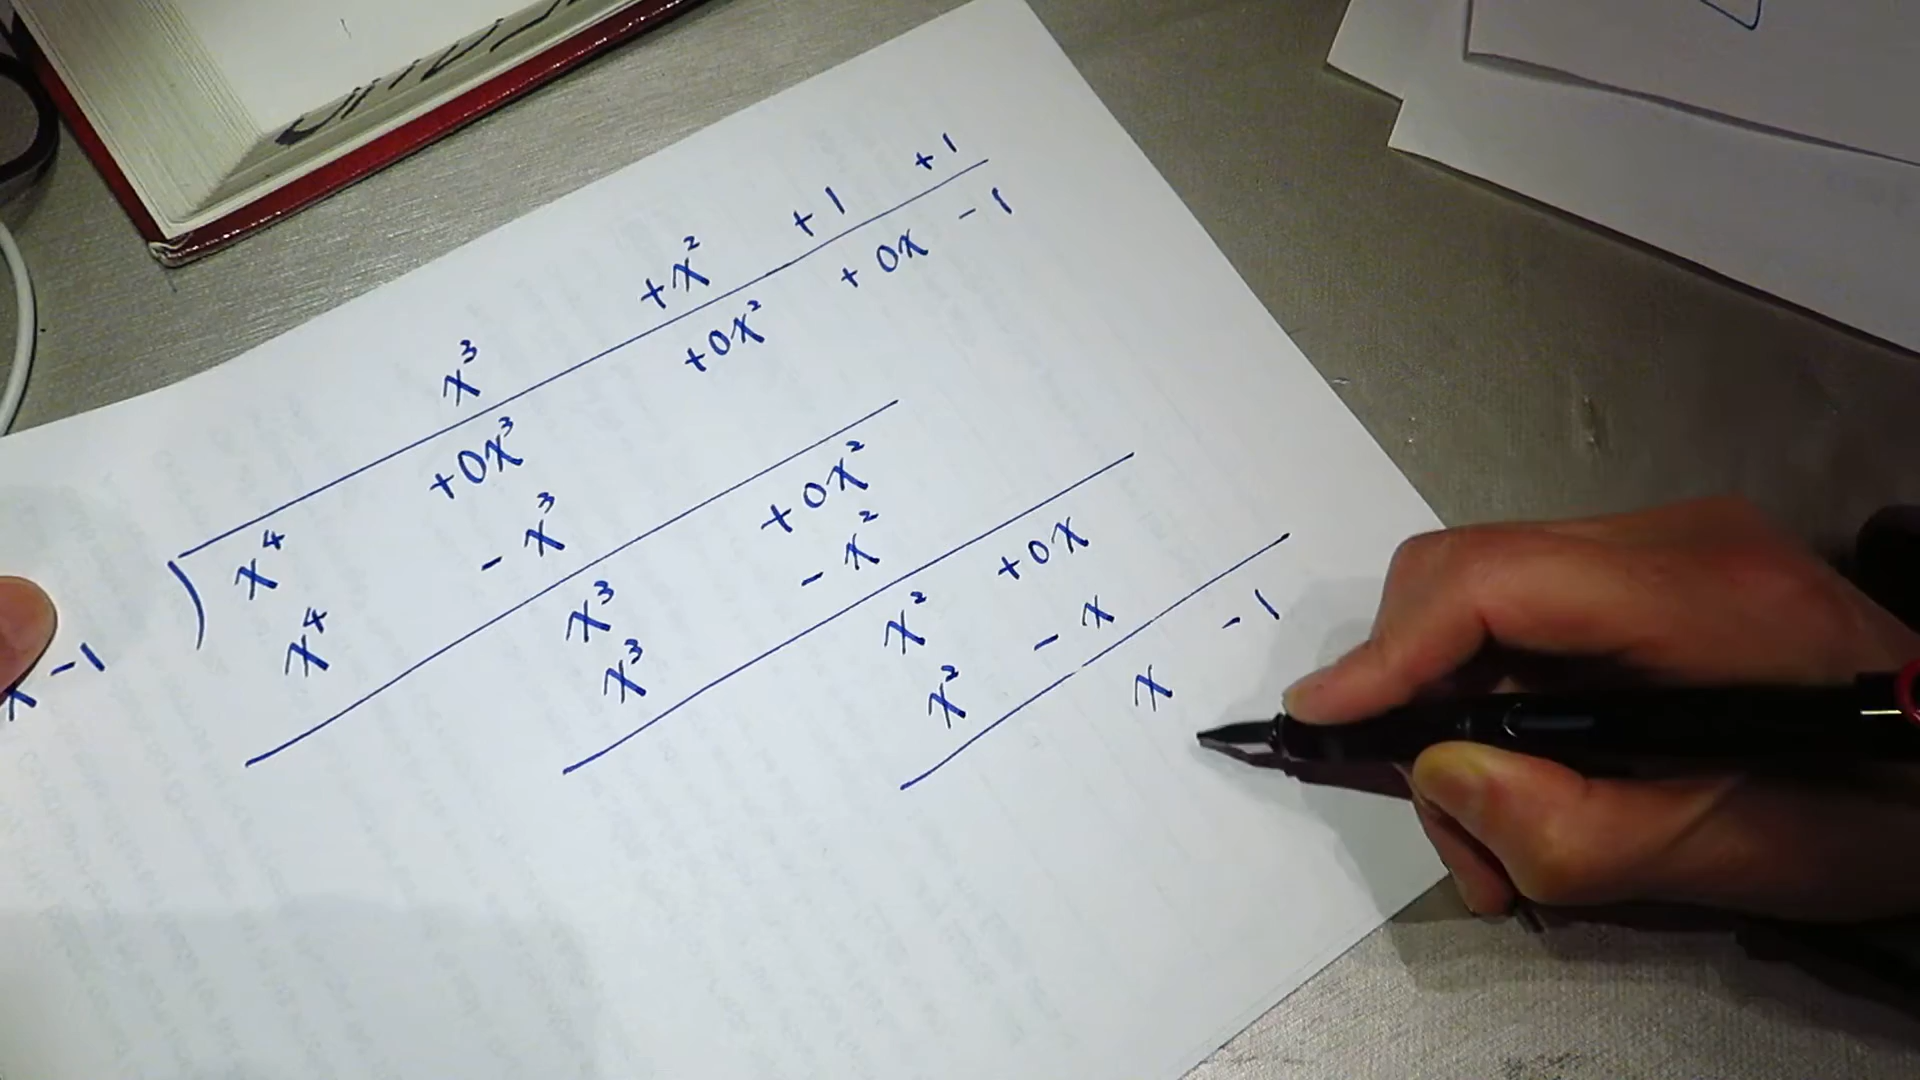 x³ +x² +1 +1
x-1 ) x⁴ +0x³ +0x² +0x -1
x⁴ -x³
x³ +0x²
x³ -x²
x² +0x
x² -x
x -1